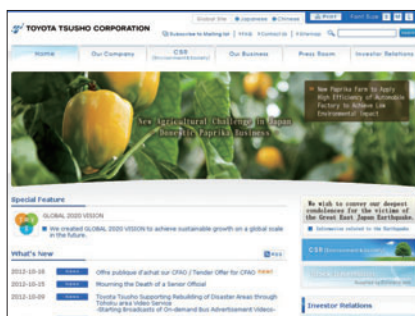 Global Site Japanese Chinese PRINT Font Size S M L
TOYOTA TSUSHO CORPORATION
Subscribe to Mailing list FAQ Contact Us Sitemap
Home Our Company CSR Our Business Press Room Investor Relations
(Environment&Society)
New Paprika Farm to Apply
High Efficiency of Automobile
Factory to Achieve Low
Environmental Impact
New Agricultural Challenge in Japan
Domestic Paprika Business
Special Feature
GLOBAL 2020 VISION
We created GLOBAL 2020 VISION to achieve sustainable growth on a global scale
in the future.
We wish to convey our deepest
condolences for the victims of
the Great East Japan Earthquake.
Information related to the Earthquake
CSR (Environment & Society)
What's New RSS
2012-10-16 Offre publique d'achat sur CFAO / Tender Offer for CFAO NEW!
2012-10-15 Mourning the Death of a Senior Official
2012-10-09 Toyota Tsusho Supporting Rebuilding of Disaster Areas through
Tohoku area Video Service
-Starting Broadcasts of On-demand Bus Advertisement Videos-
Investor Relations